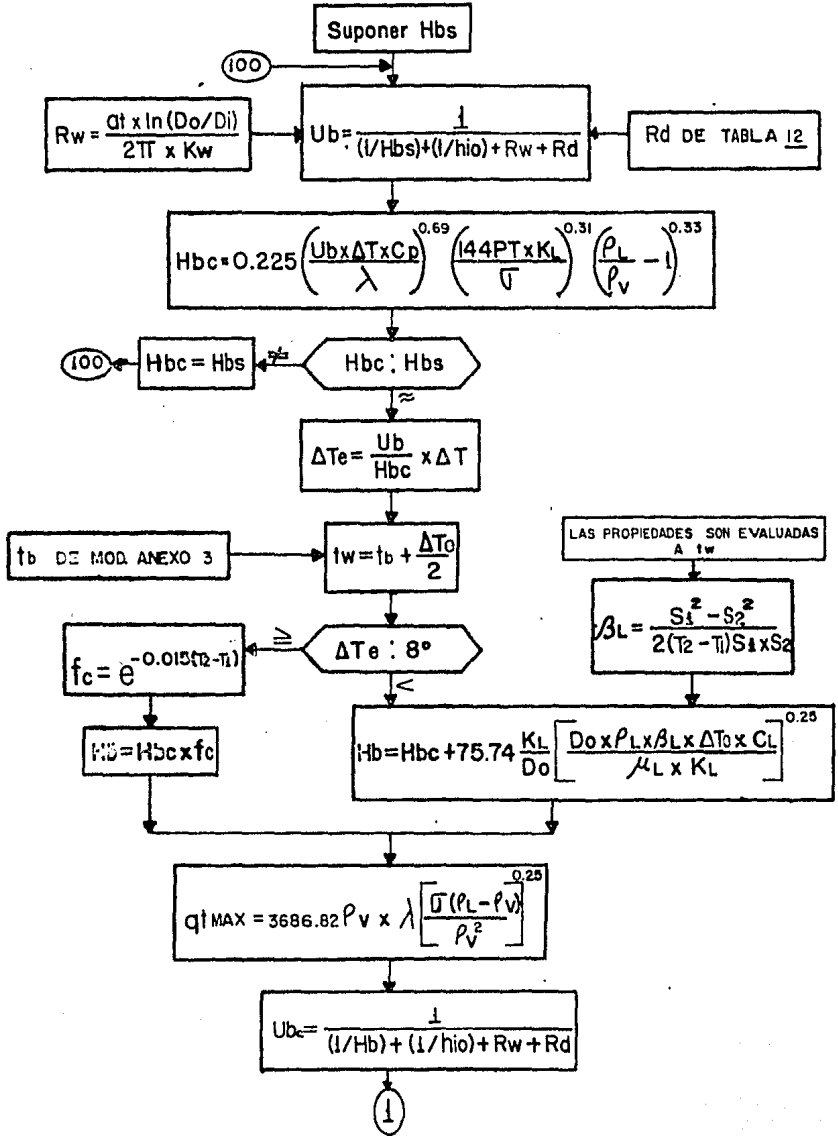 Suponer Hbs
100
Rw = at x ln (Do/Di) / 2π x Kw
Ub = 1 / (1/Hbs)+(1/hio) + Rw + Rd
Rd DE TABLA 12
Hbc = 0.225 (Ub x ΔT x Cp / λ)^0.69 (144PT x KL / σ)^0.31 (ρL / ρV - 1)^0.33
100
Hbc = Hbs
≠
Hbc : Hbs
≈
ΔTe = Ub / Hbc x ΔT
tb DE MOD. ANEXO 3
tw = tb + ΔTo / 2
LAS PROPIEDADES SON EVALUADAS
A tw
βL = S1² - S2² / 2(T2 - T1)S1 x S2
fc = e^-0.015(T2-T1)
≥
ΔTe : 8°
<
Hb = Hbc x fc
Hb = Hbc + 75.74 KL / Do [Do x ρL x βL x ΔTo x CL / μL x KL]^0.25
qt MAX = 3686.82 ρV x λ [σ (ρL - ρV) / ρV²]^0.25
Ubc = 1 / (1/Hb) + (1/hio) + Rw + Rd
1